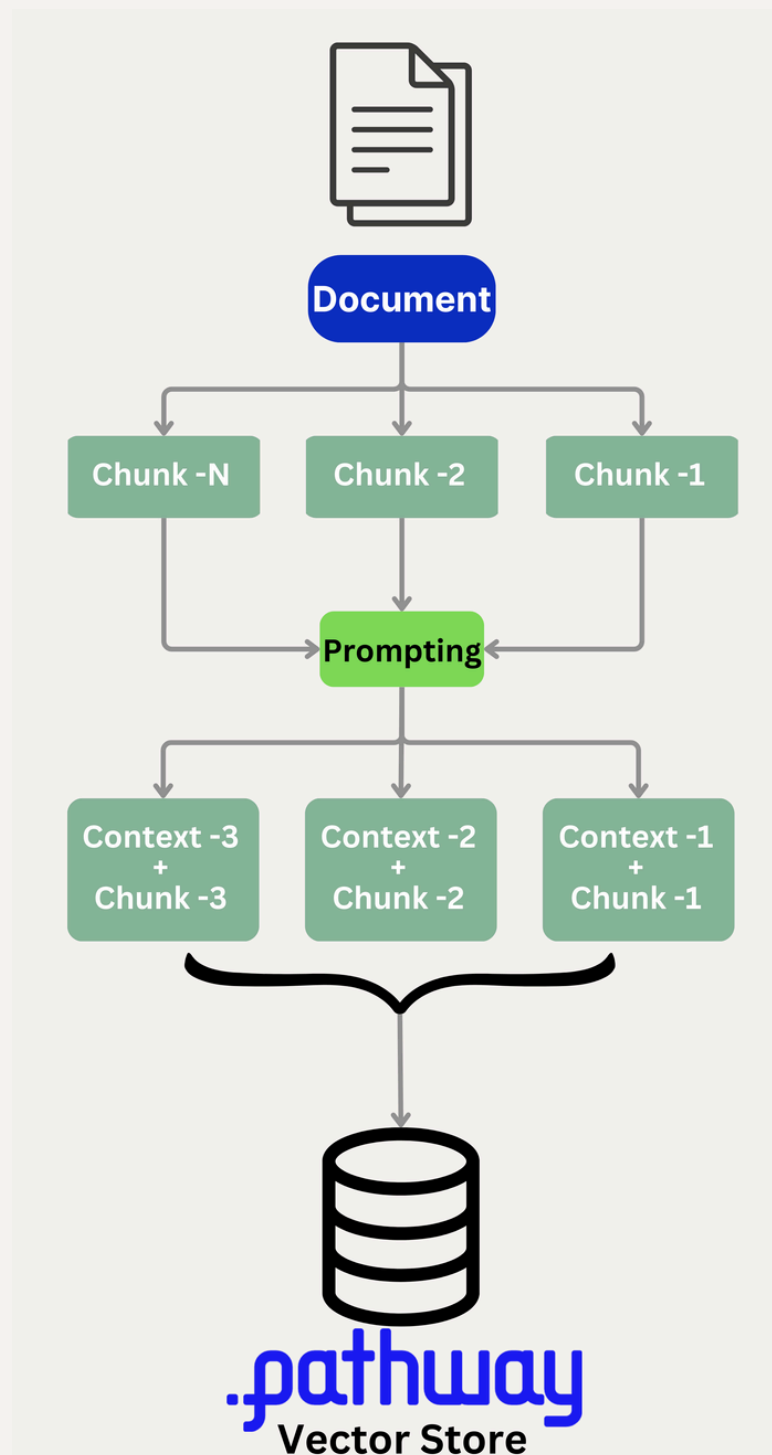 Document
Chunk -N
Chunk -2
Chunk -1
Prompting
Context -3
+
Chunk -3
Context -2
+
Chunk -2
Context -1
+
Chunk -1
.pathway
Vector Store